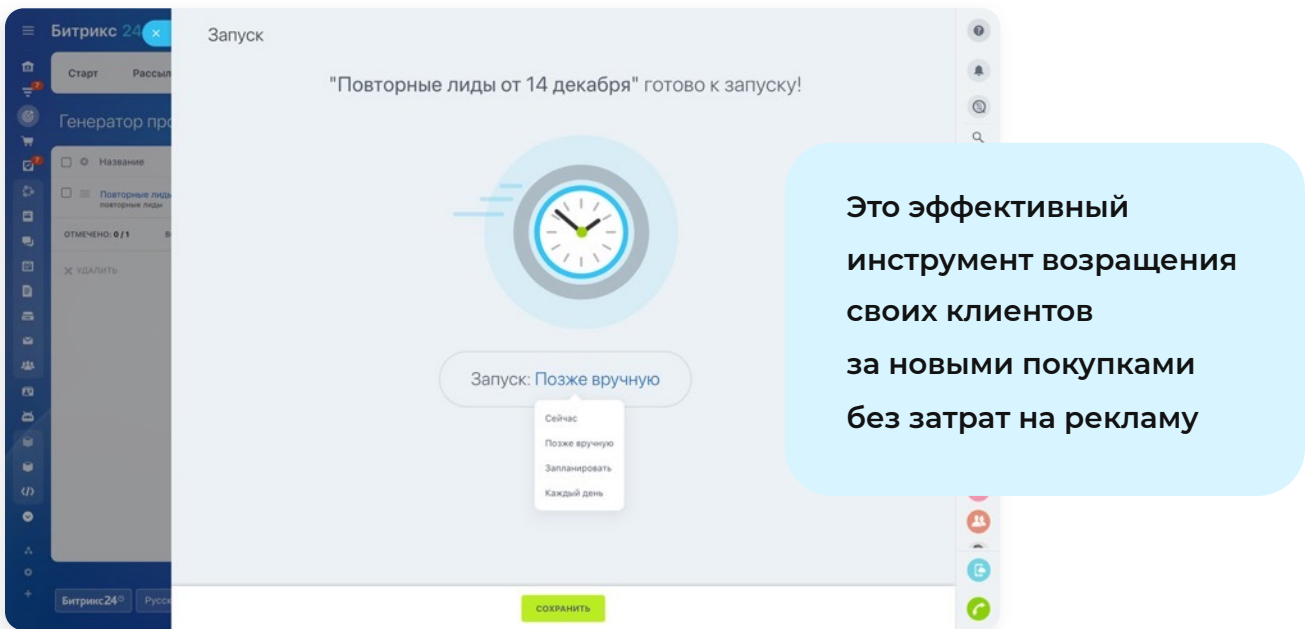 Битрикс 24
Запуск
Старт
Рассыл
"Повторные лиды от 14 декабря" готово к запуску!
Генератор про
Название
Повторные лиды
повторные лиды
ОТМЕЧЕНО: 0 / 1
УДАЛИТЬ
Запуск: Позже вручную
Сейчас
Позже вручную
Запланировать
Каждый день
Это эффективный
инструмент возращения
своих клиентов
за новыми покупками
без затрат на рекламу
Битрикс24
Русск
СОХРАНИТЬ